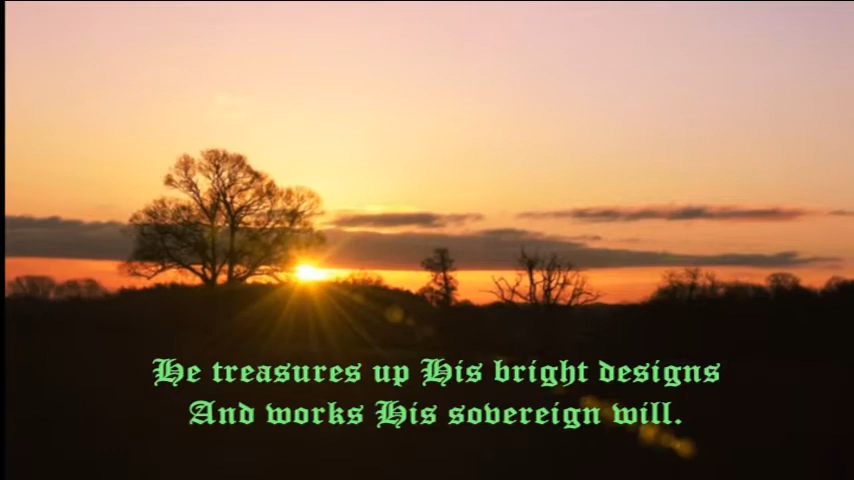 He treasures up His bright designs
And works His sovereign will.